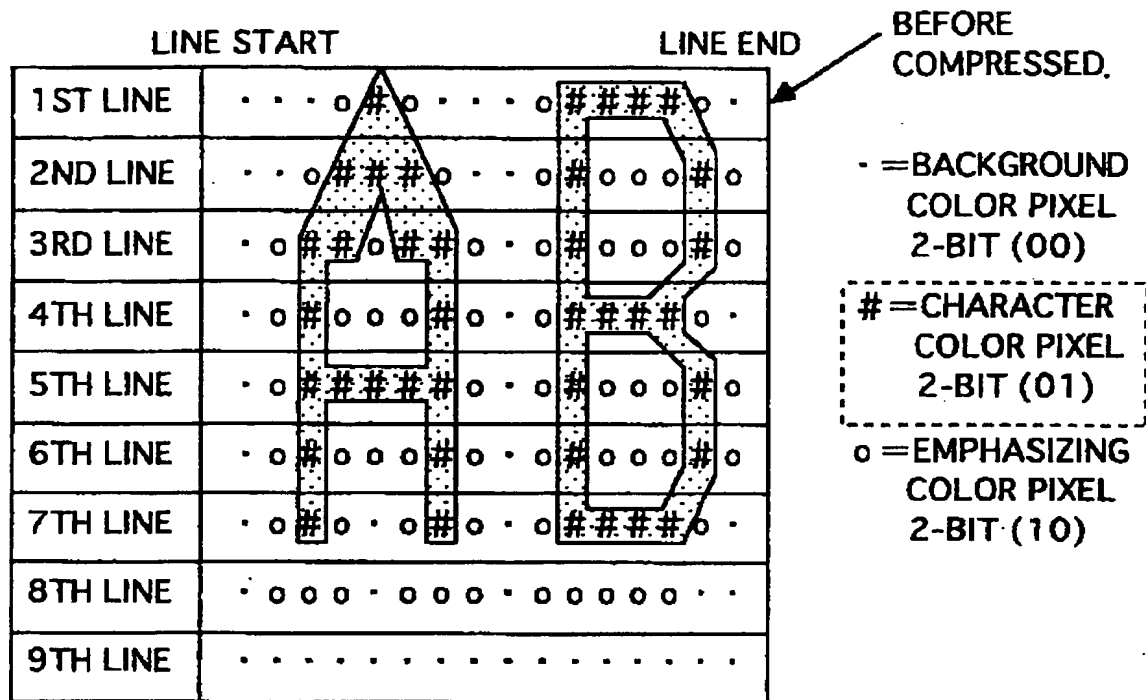 LINE START LINE END
BEFORE
COMPRESSED.
1ST LINE · · · o # o · · · o # # # # o ·
2ND LINE · · o # # # o · · o # o o o # o
3RD LINE · o # # o # # o · o # o o o # o
4TH LINE · o # o o o # o · o # # # # o ·
5TH LINE · o # # # # # o · o # o o o # o
6TH LINE · o # o o o # o · o # o o o # o
7TH LINE · o # o · o # o · o # # # # o ·
8TH LINE · o o o · o o o · o o o o o · ·
9TH LINE · · · · · · · · · · · · · · · ·
· =BACKGROUND
COLOR PIXEL
2-BIT (00)
# =CHARACTER
COLOR PIXEL
2-BIT (01)
o =EMPHASIZING
COLOR PIXEL
2-BIT (10)